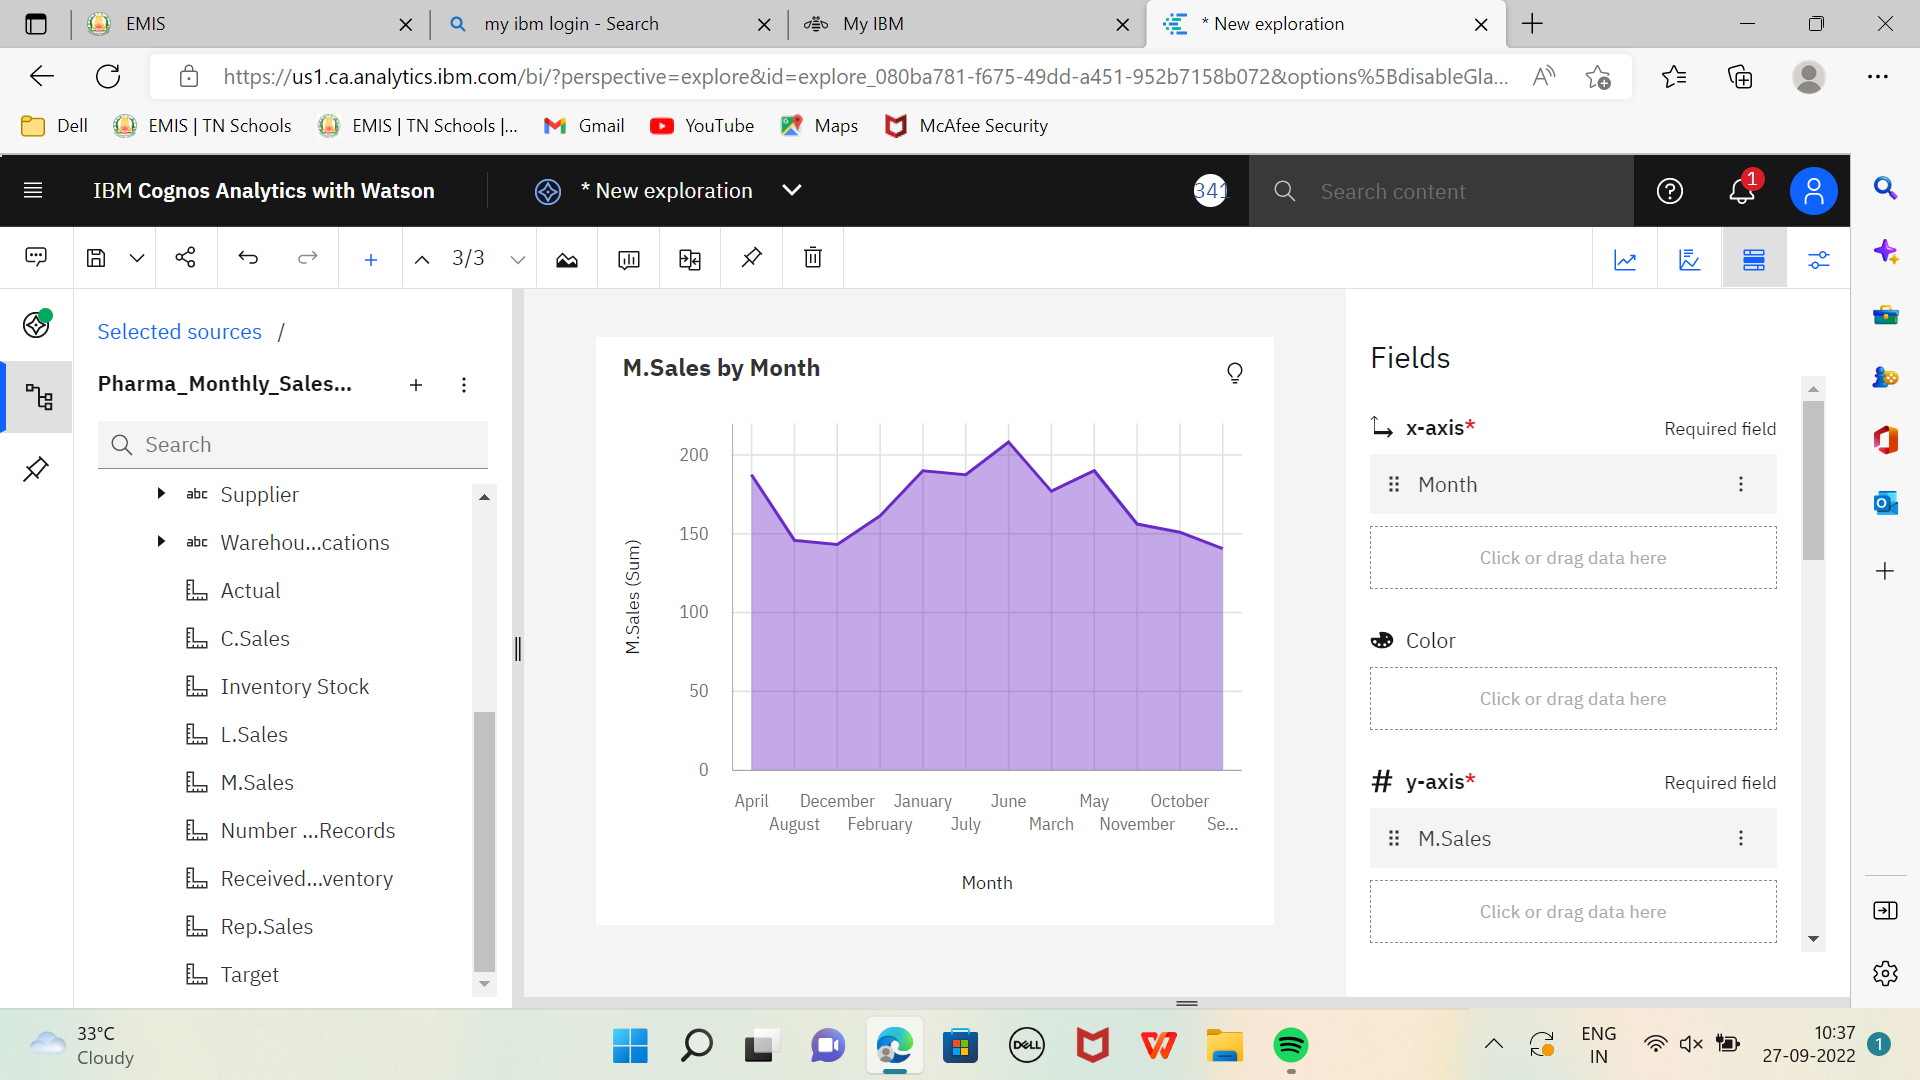 EMIS
my ibm login - Search
My IBM
* New exploration
https://us1.ca.analytics.ibm.com/bi/?perspective=explore&id=explore_080ba781-f675-49dd-a451-952b7158b072&options%5BdisableGla...
Dell
EMIS | TN Schools
EMIS | TN Schools |...
Gmail
YouTube
Maps
McAfee Security
IBM Cognos Analytics with Watson
* New exploration
341
Search content
1
3/3
Selected sources /
Pharma_Monthly_Sales...
Search
abc Supplier
abc Warehou...cations
Actual
C.Sales
Inventory Stock
L.Sales
M.Sales
Number ...Records
Received...ventory
Rep.Sales
Target
M.Sales by Month
M.Sales (Sum)
200
150
100
50
0
April
December
January
June
May
October
August
February
July
March
November
Se...
Month
Fields
x-axis*
Required field
Month
Click or drag data here
Color
Click or drag data here
# y-axis*
Required field
M.Sales
Click or drag data here
33°C
Cloudy
DELL
ENG
IN
10:37
27-09-2022
1